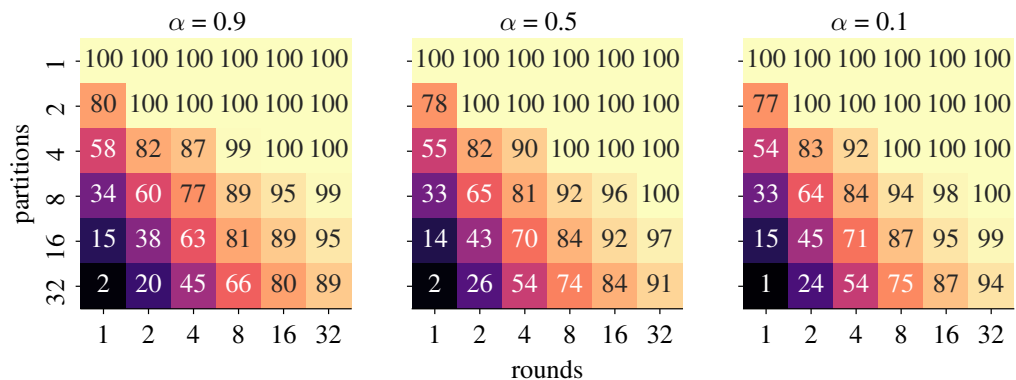 α = 0.9 α = 0.5 α = 0.1
1 100 100 100 100 100 100 100 100 100 100 100 100 100 100 100 100 100 100
2 80 100 100 100 100 100 78 100 100 100 100 100 77 100 100 100 100 100
4 58 82 87 99 100 100 55 82 90 100 100 100 54 83 92 100 100 100
8 34 60 77 89 95 99 33 65 81 92 96 100 33 64 84 94 98 100
16 15 38 63 81 89 95 14 43 70 84 92 97 15 45 71 87 95 99
32 2 20 45 66 80 89 2 26 54 74 84 91 1 24 54 75 87 94
partitions
1 2 4 8 16 32 1 2 4 8 16 32 1 2 4 8 16 32
rounds